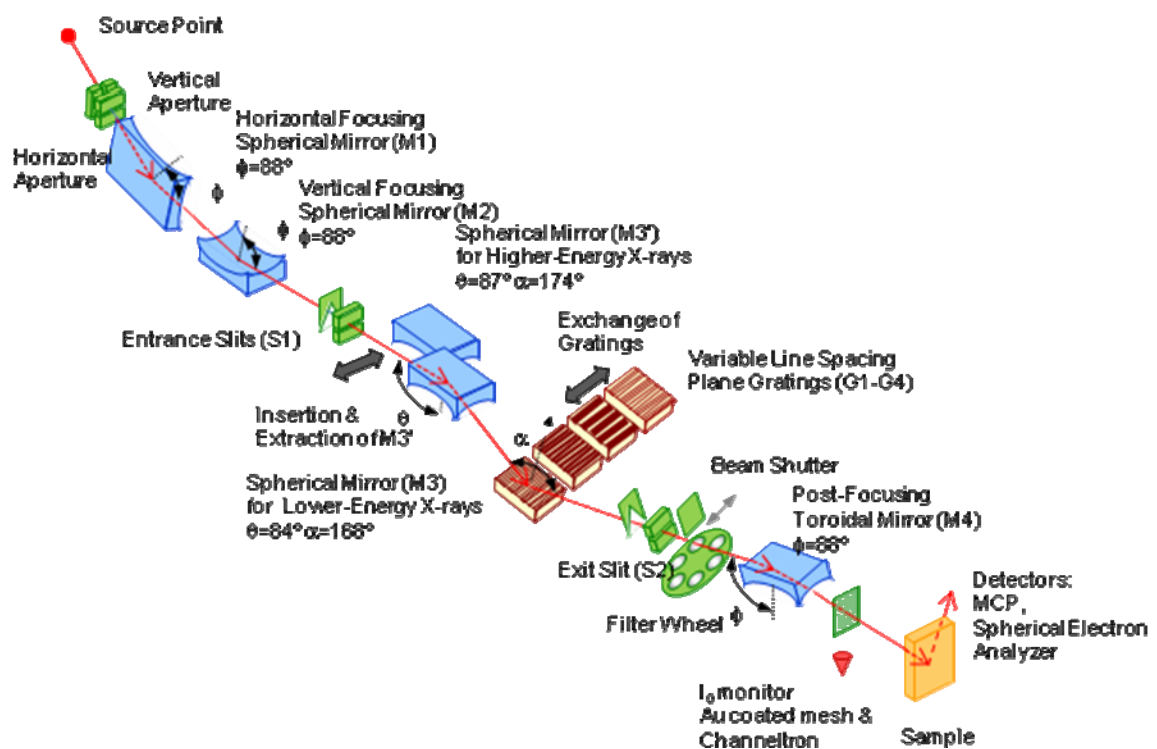 Source Point
Vertical
Aperture
Horizontal Focusing
Spherical Mirror (M1)
ϕ=88°
Horizontal
Aperture
ϕ
Vertical Focusing
Spherical Mirror (M2)
ϕ=88°
ϕ
Spherical Mirror (M3')
for Higher-Energy X-rays
θ=87° α=174°
Entrance Slits (S1)
Exchange of
Gratings
Variable Line Spacing
Plane Gratings (G1-G4)
Insertion &
Extraction of M3'
θ
α
Spherical Mirror (M3)
for Lower-Energy X-rays
θ=84° α=168°
Beam Shutter
Post-Focusing
Toroidal Mirror (M4)
ϕ=88°
Exit Slit (S2)
Filter Wheel
ϕ
Detectors:
MCP,
Spherical Electron
Analyzer
I₀ monitor
Au coated mesh &
Channeltron
Sample